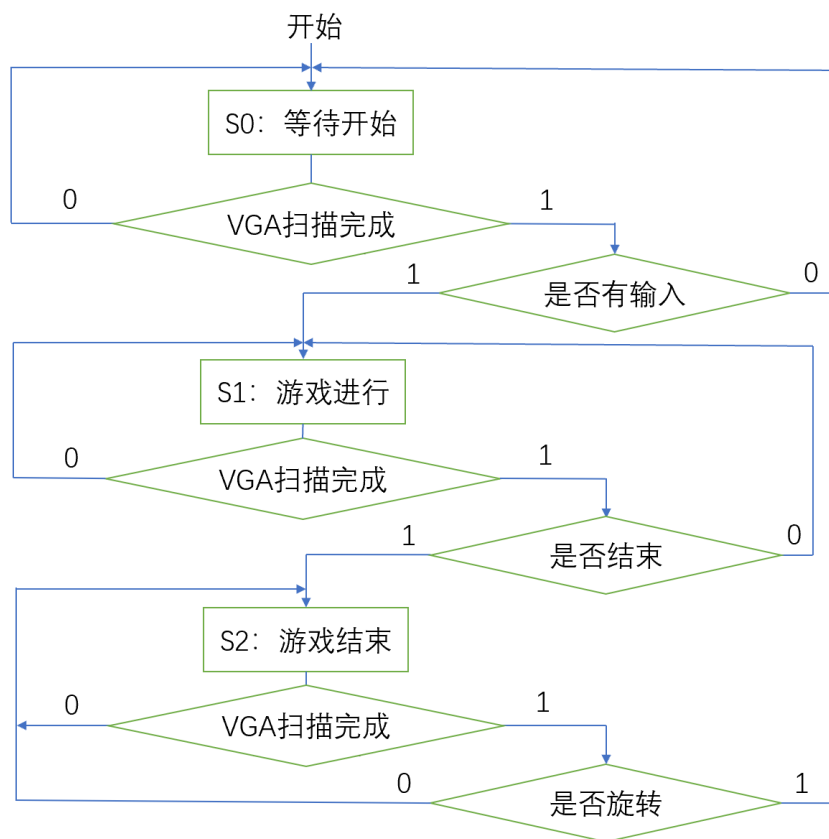 开始
S0：等待开始
0
VGA扫描完成
1
1
是否有输入
0
S1：游戏进行
0
VGA扫描完成
1
1
是否结束
0
S2：游戏结束
0
VGA扫描完成
1
0
是否旋转
1